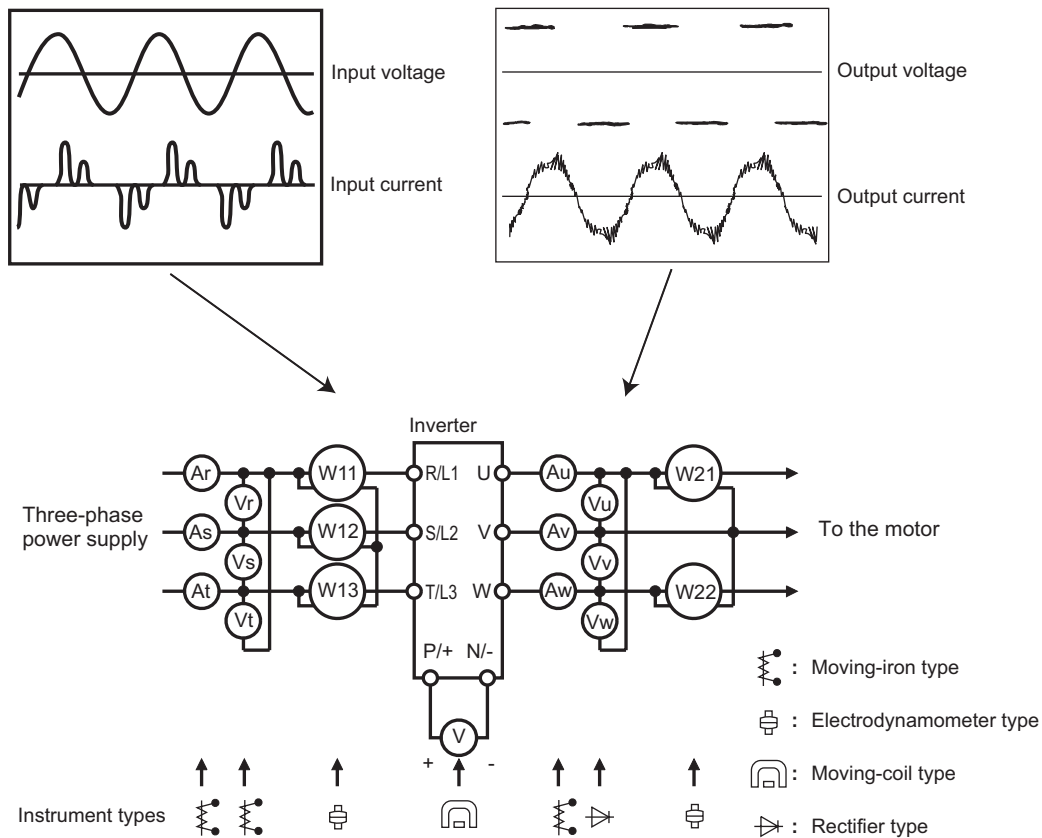 Input voltage
Input current
Output voltage
Output current
Inverter
Ar
W11
R/L1
U
Au
W21
Vr
Vu
Three-phase
power supply
As
W12
S/L2
V
Av
To the motor
Vs
Vv
At
W13
T/L3
W
Aw
W22
Vt
Vw
P/+
N/-
: Moving-iron type
: Electrodynamometer type
V
+
-
: Moving-coil type
Instrument types
: Rectifier type